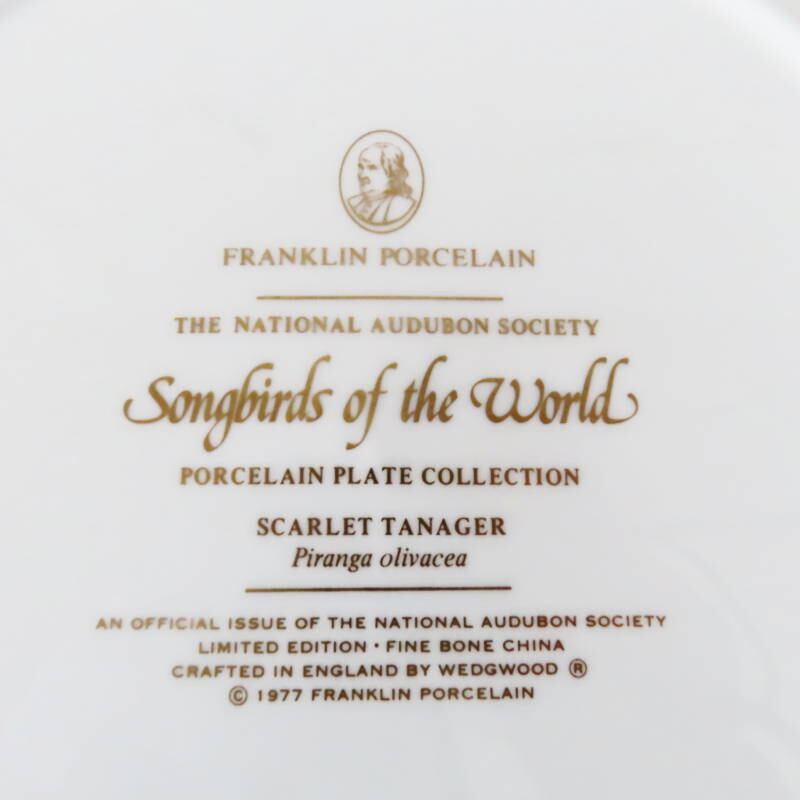 FRANKLIN PORCELAIN
THE NATIONAL AUDUBON SOCIETY
Songbirds of the World
PORCELAIN PLATE COLLECTION
SCARLET TANAGER
Piranga olivacea
AN OFFICIAL ISSUE OF THE NATIONAL AUDUBON SOCIETY
LIMITED EDITION · FINE BONE CHINA
CRAFTED IN ENGLAND BY WEDGWOOD ®
© 1977 FRANKLIN PORCELAIN